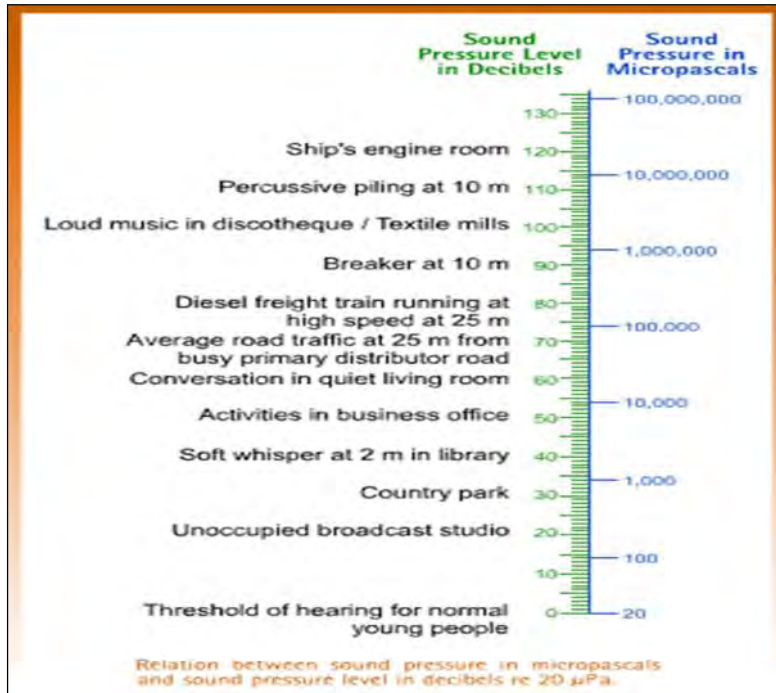 Sound Pressure Level in Decibels
Sound Pressure in Micropascals
130
100,000,000
Ship's engine room 120
10,000,000
Percussive piling at 10 m 110
Loud music in discotheque / Textile mills 100
1,000,000
Breaker at 10 m 90
Diesel freight train running at high speed at 25 m 80
100,000
Average road traffic at 25 m from busy primary distributor road 70
Conversation in quiet living room 60
10,000
Activities in business office 50
Soft whisper at 2 m in library 40
1,000
Country park 30
Unoccupied broadcast studio 20
100
10
Threshold of hearing for normal young people 0 20
Relation between sound pressure in micropascals
and sound pressure level in decibels re 20 µPa.